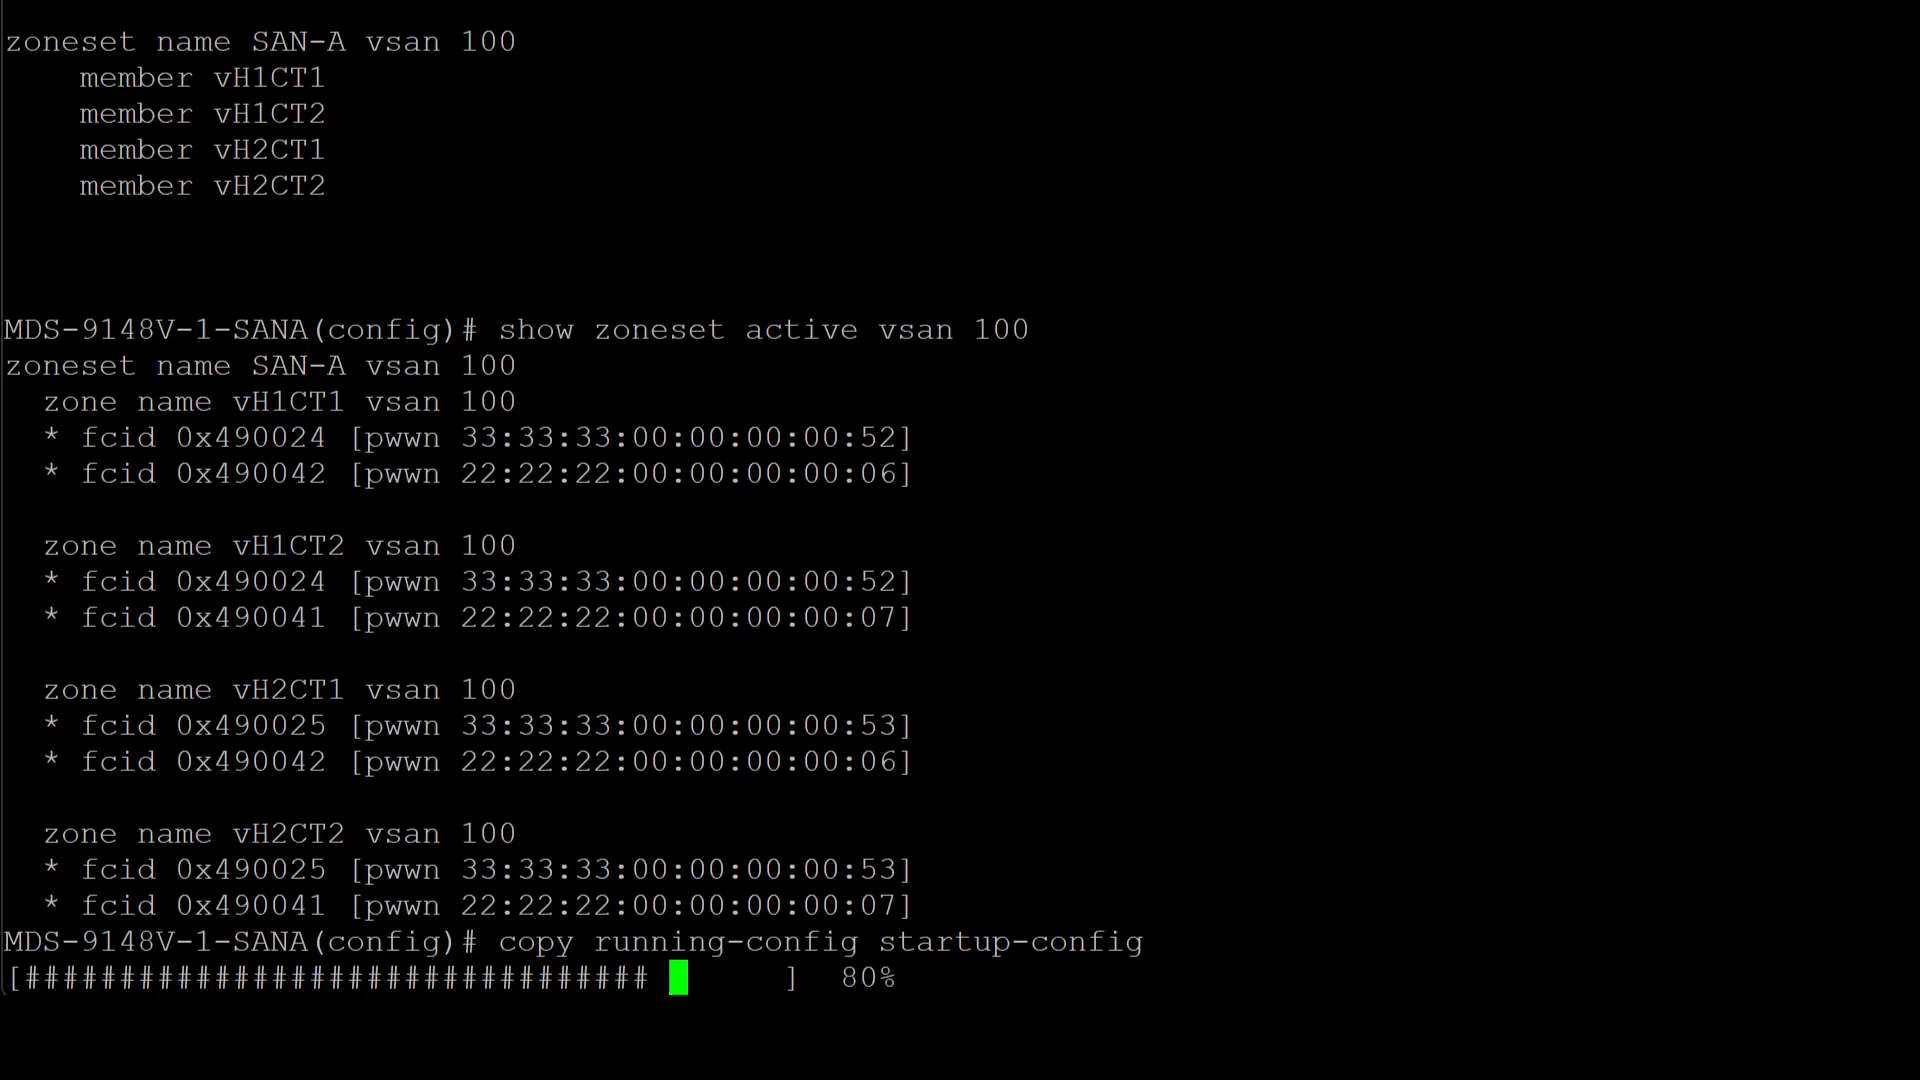 zoneset name SAN-A vsan 100
    member vH1CT1
    member vH1CT2
    member vH2CT1
    member vH2CT2
MDS-9148V-1-SANA(config)# show zoneset active vsan 100
zoneset name SAN-A vsan 100
  zone name vH1CT1 vsan 100
  * fcid 0x490024 [pwwn 33:33:33:00:00:00:00:52]
  * fcid 0x490042 [pwwn 22:22:22:00:00:00:00:06]
  zone name vH1CT2 vsan 100
  * fcid 0x490024 [pwwn 33:33:33:00:00:00:00:52]
  * fcid 0x490041 [pwwn 22:22:22:00:00:00:00:07]
  zone name vH2CT1 vsan 100
  * fcid 0x490025 [pwwn 33:33:33:00:00:00:00:53]
  * fcid 0x490042 [pwwn 22:22:22:00:00:00:00:06]
  zone name vH2CT2 vsan 100
  * fcid 0x490025 [pwwn 33:33:33:00:00:00:00:53]
  * fcid 0x490041 [pwwn 22:22:22:00:00:00:00:07]
MDS-9148V-1-SANA(config)# copy running-config startup-config
[#################################       ]  80%